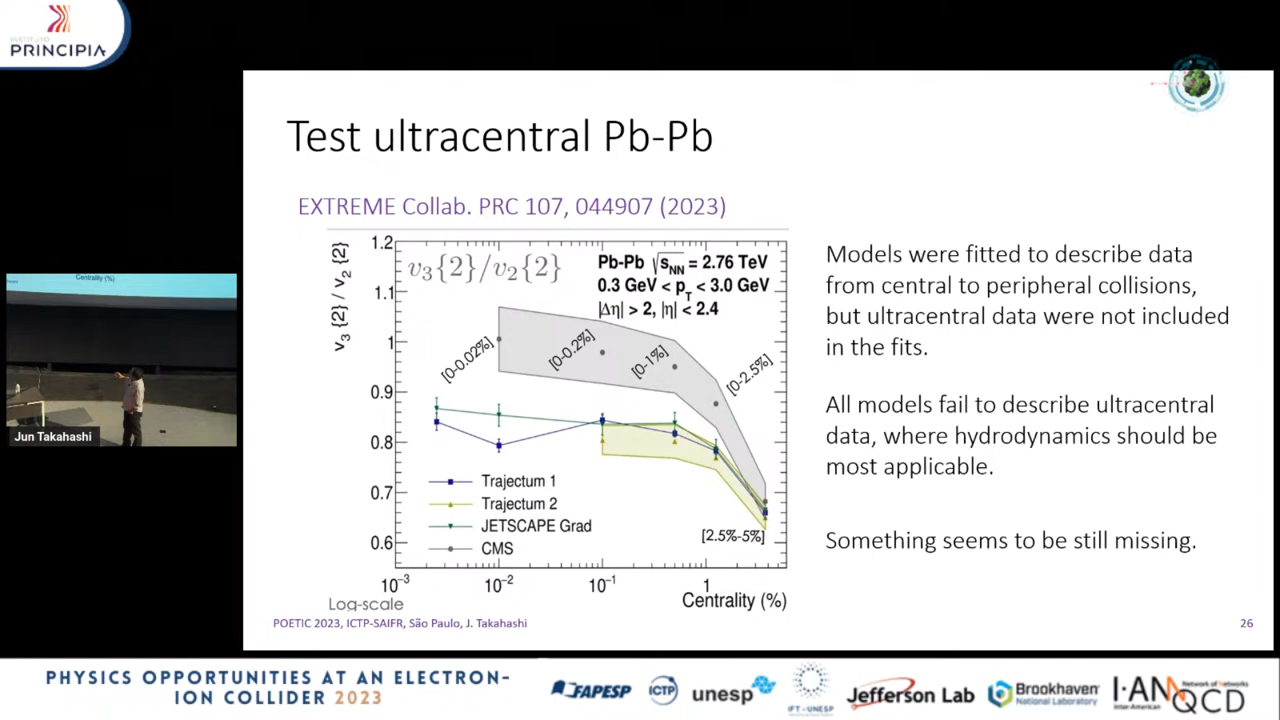 INSTITUTO
PRINCIPIA
Test ultracentral Pb-Pb
EXTREME Collab. PRC 107, 044907 (2023)
v3{2} / v2{2}
1.2
1.1
1
0.9
0.8
0.7
0.6
v₃{2}/v₂{2}
Pb-Pb √sNN = 2.76 TeV
0.3 GeV < pT < 3.0 GeV
|Δη| > 2, |η| < 2.4
[0-0.02%]
[0-0.2%]
[0-1%]
[0-2.5%]
[2.5%-5%]
Trajectum 1
Trajectum 2
JETSCAPE Grad
CMS
10⁻³
10⁻²
10⁻¹
1
Log-scale
Centrality (%)
Models were fitted to describe data
from central to peripheral collisions,
but ultracentral data were not included
in the fits.
All models fail to describe ultracentral
data, where hydrodynamics should be
most applicable.
Something seems to be still missing.
POETIC 2023, ICTP-SAIFR, São Paulo, J. Takahashi
26
Centrality (%)
Jun Takahashi
PHYSICS OPPORTUNITIES AT AN ELECTRON-
ION COLLIDER 2023
FAPESP
ICTP
unesp
IFT - UNESP
Jefferson Lab
Brookhaven
National Laboratory
I·ANQCD
Inter-American
Network of Networks